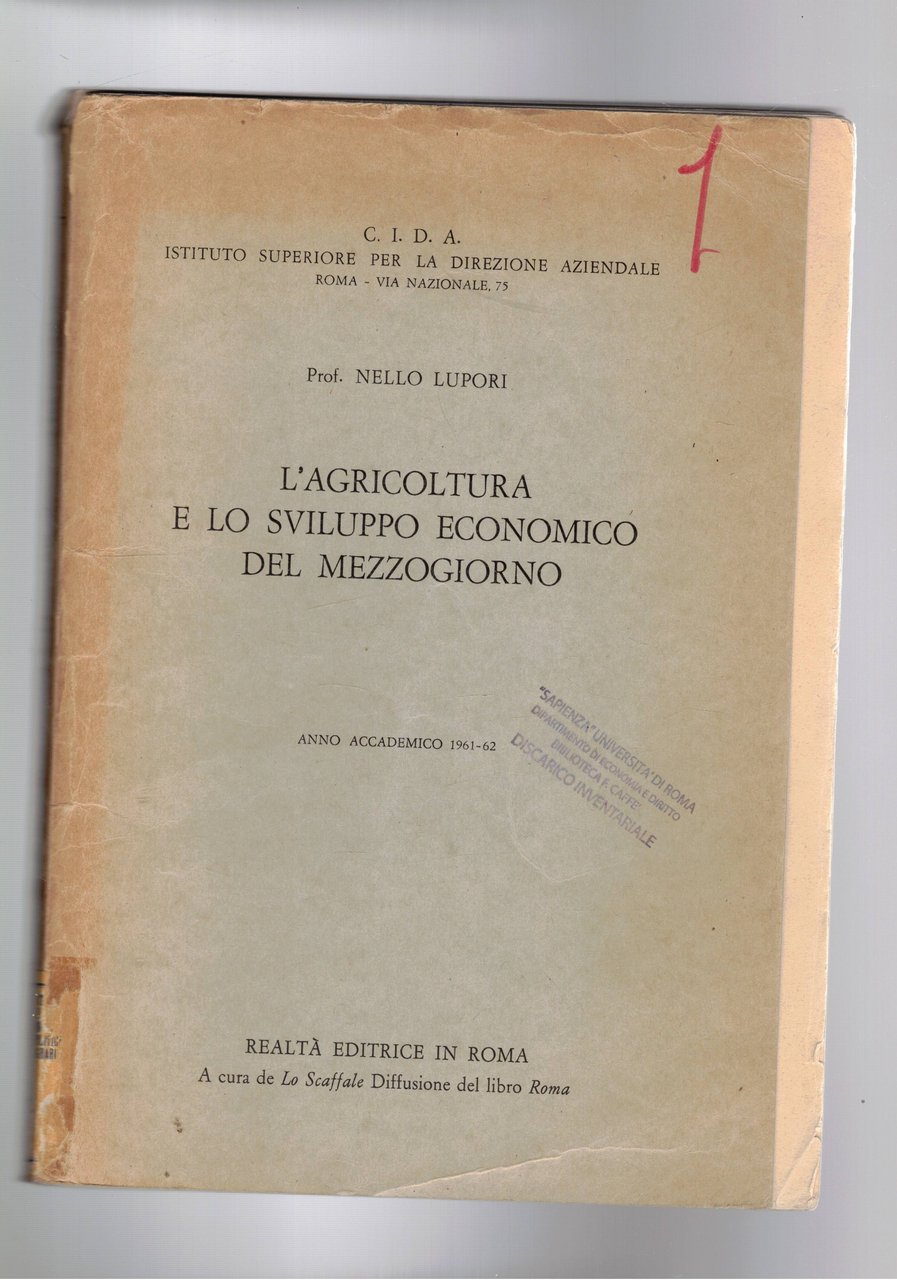 1
C. I. D. A.
ISTITUTO SUPERIORE PER LA DIREZIONE AZIENDALE
ROMA - VIA NAZIONALE, 75
Prof. NELLO LUPORI
L'AGRICOLTURA
E LO SVILUPPO ECONOMICO
DEL MEZZOGIORNO
ANNO ACCADEMICO 1961-62
"SAPIENZA" UNIVERSITA' DI ROMA
DIPARTIMENTO DI ECONOMIA E DIRITTO
BIBLIOTECA F. CAFFE'
DISCARICO INVENTARIALE
REALTÀ EDITRICE IN ROMA
A cura de Lo Scaffale Diffusione del libro Roma